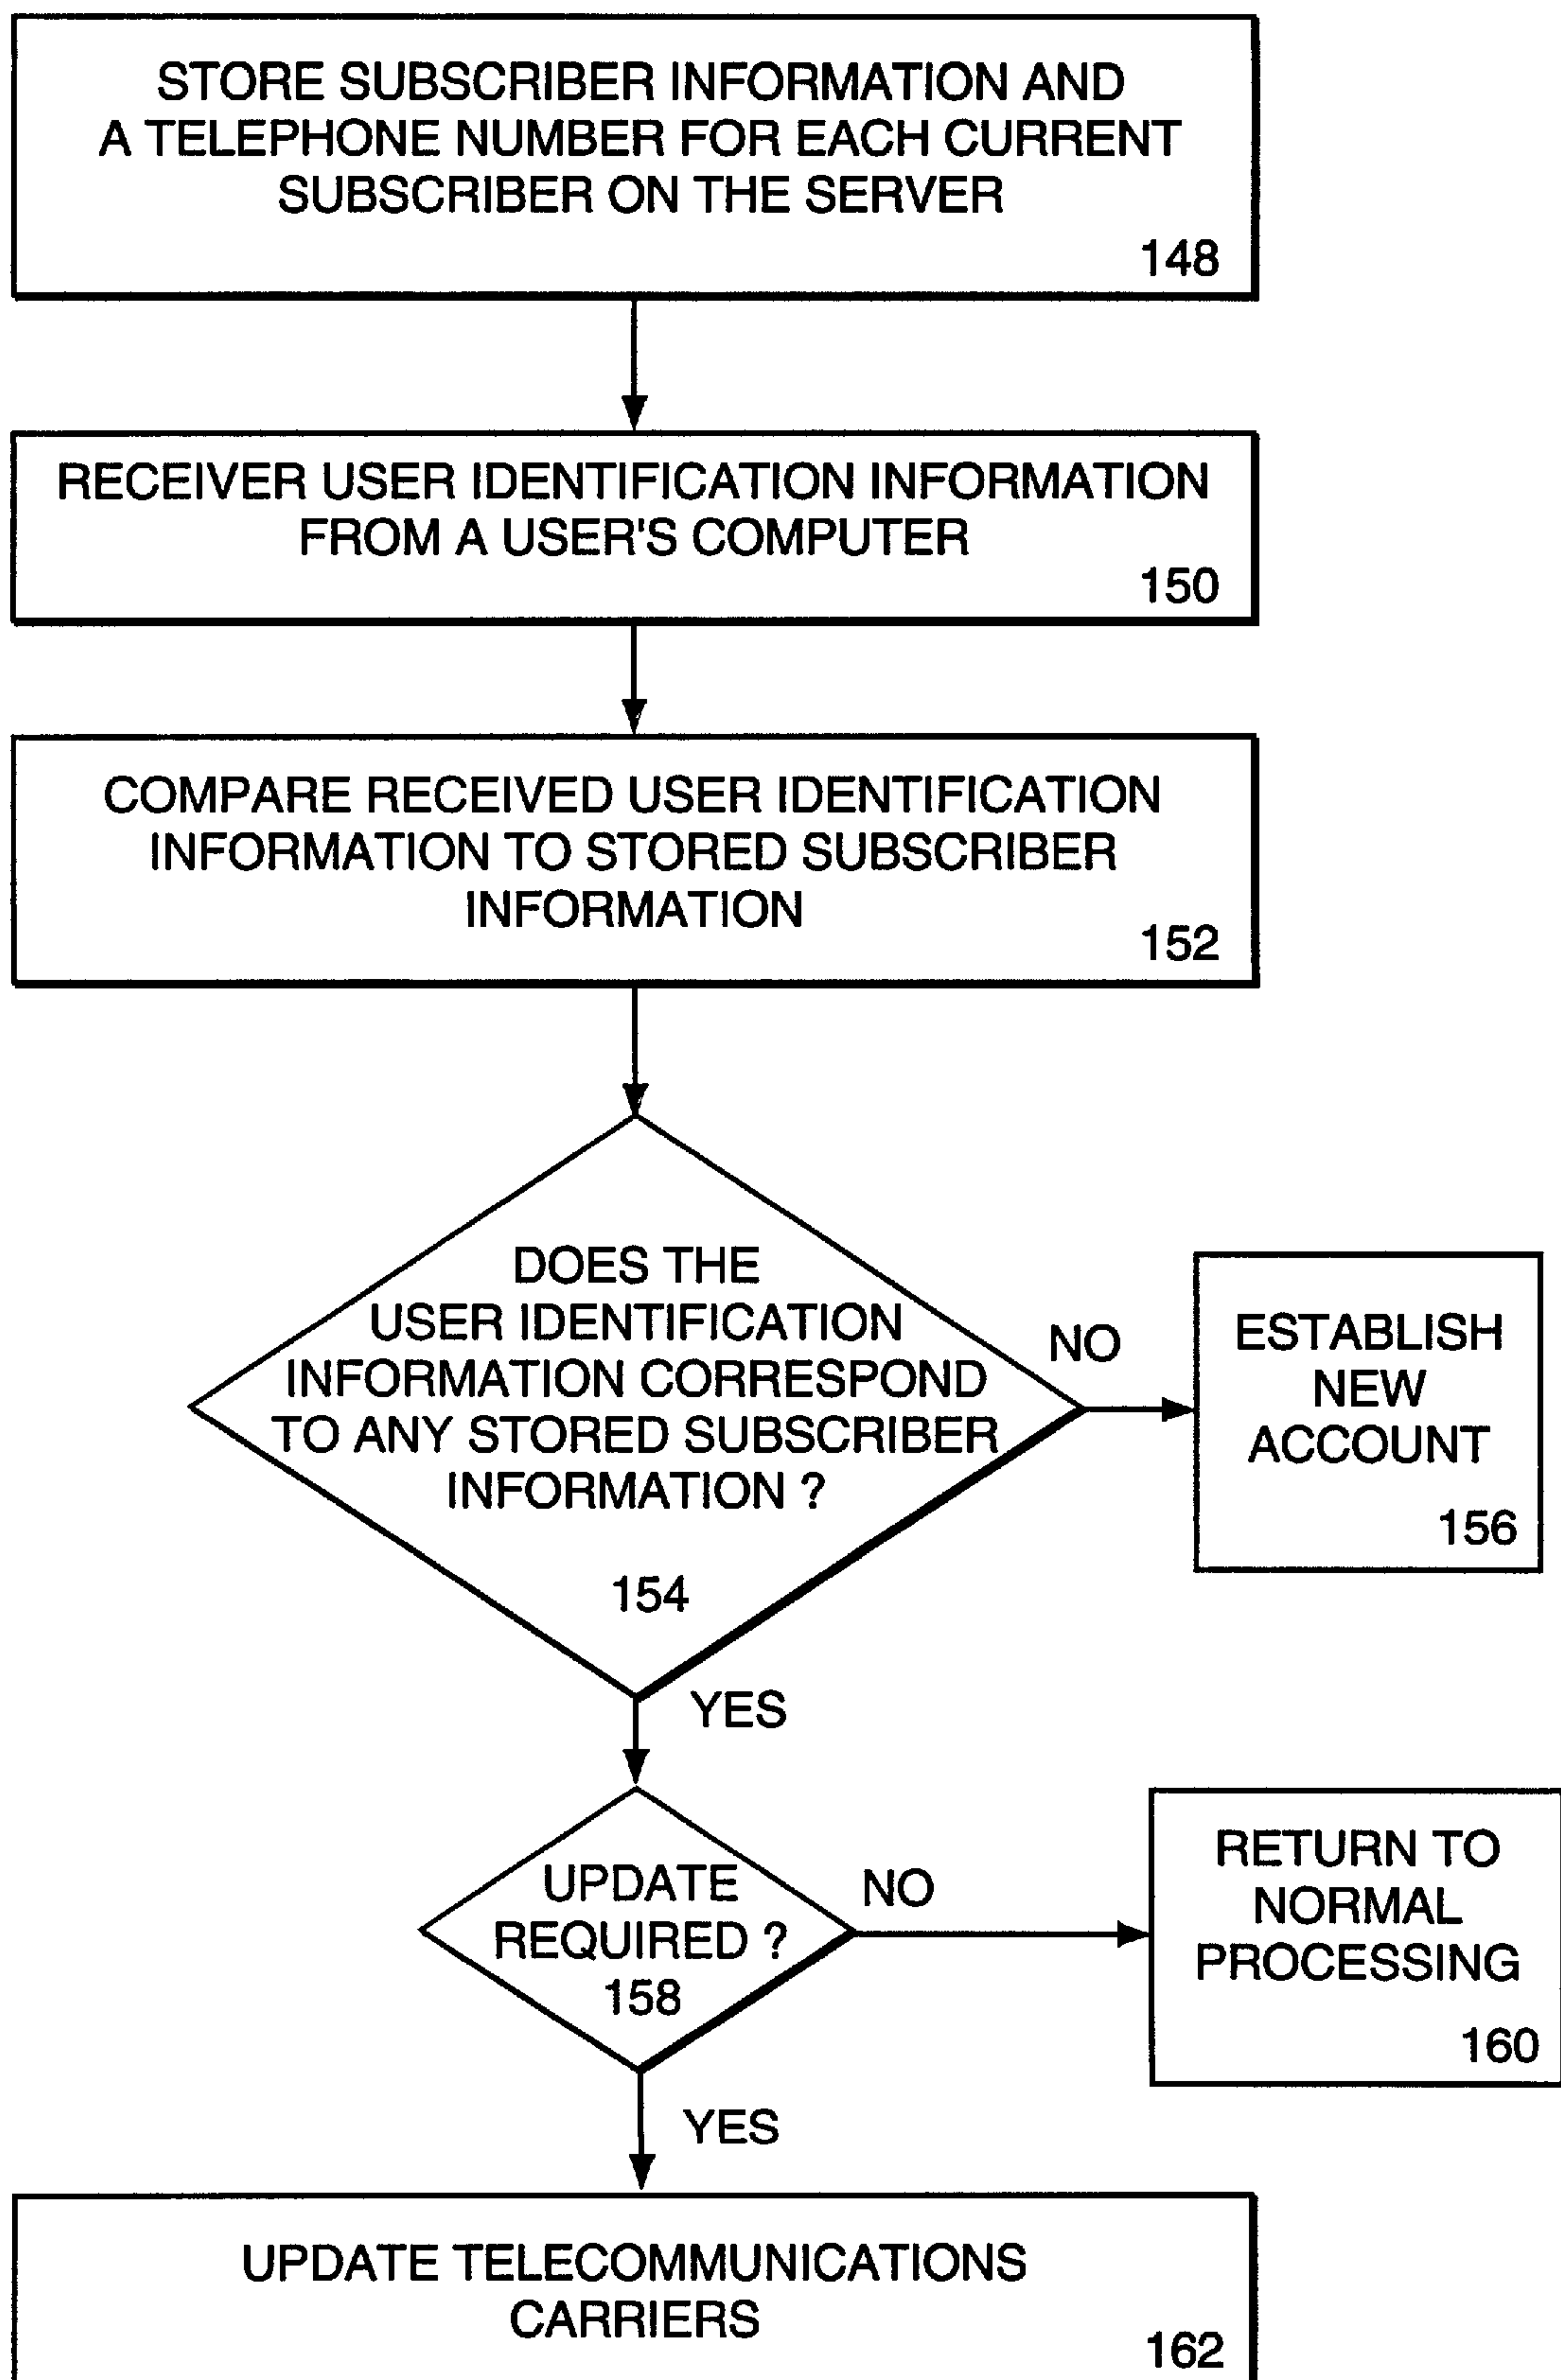 STORE SUBSCRIBER INFORMATION AND
A TELEPHONE NUMBER FOR EACH CURRENT
SUBSCRIBER ON THE SERVER
148
RECEIVER USER IDENTIFICATION INFORMATION
FROM A USER'S COMPUTER
150
COMPARE RECEIVED USER IDENTIFICATION
INFORMATION TO STORED SUBSCRIBER
INFORMATION
152
DOES THE
USER IDENTIFICATION
INFORMATION CORRESPOND
TO ANY STORED SUBSCRIBER
INFORMATION ?
154
NO
ESTABLISH
NEW
ACCOUNT
156
YES
UPDATE
REQUIRED ?
158
NO
RETURN TO
NORMAL
PROCESSING
160
YES
UPDATE TELECOMMUNICATIONS
CARRIERS
162